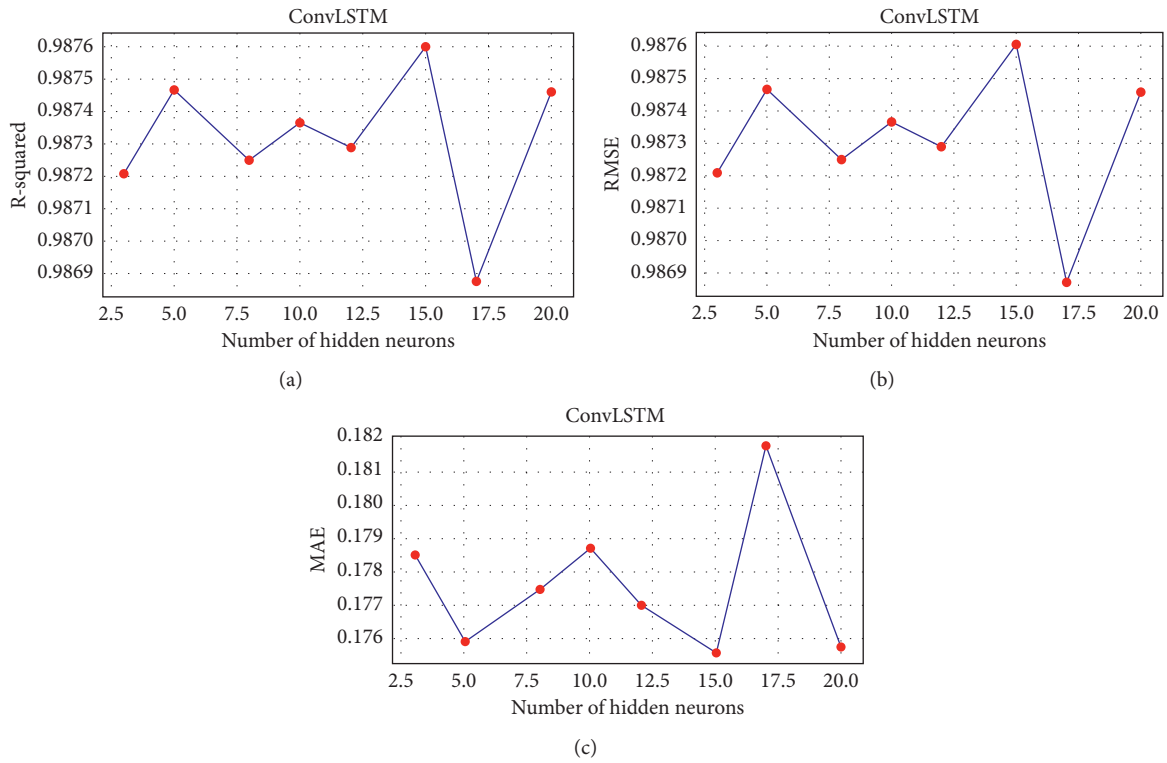 ConvLSTM
0.9876
0.9875
0.9874
0.9873
0.9872
0.9871
0.9870
0.9869
R-squared
2.5 5.0 7.5 10.0 12.5 15.0 17.5 20.0
Number of hidden neurons
(a)
ConvLSTM
0.9876
0.9875
0.9874
0.9873
0.9872
0.9871
0.9870
0.9869
RMSE
2.5 5.0 7.5 10.0 12.5 15.0 17.5 20.0
Number of hidden neurons
(b)
ConvLSTM
0.182
0.181
0.180
0.179
0.178
0.177
0.176
MAE
2.5 5.0 7.5 10.0 12.5 15.0 17.5 20.0
Number of hidden neurons
(c)